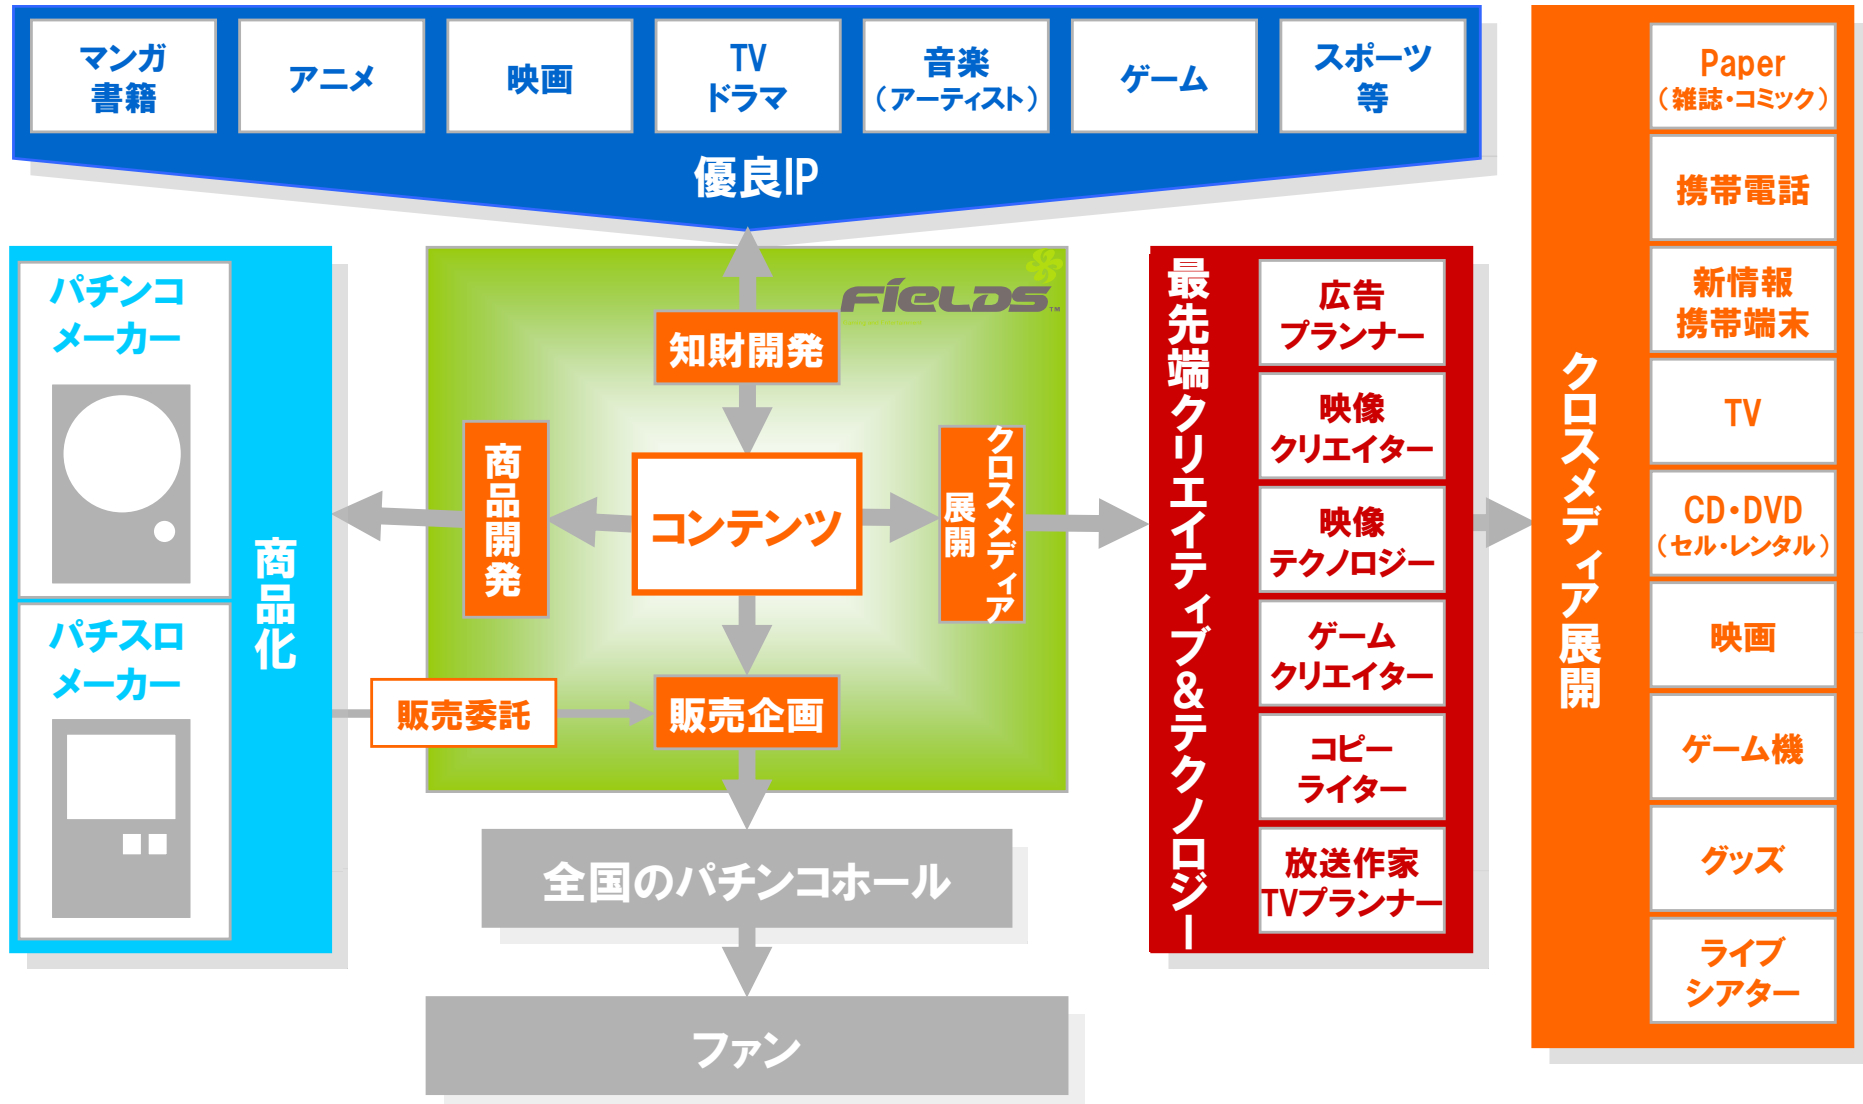 マンガ
書籍
アニメ
映画
TV
ドラマ
音楽
(アーティスト)
ゲーム
スポーツ
等
優良IP
パチンコ
メーカー
パチスロ
メーカー
商品化
FIELDS
TM
知財開発
商品開発
コンテンツ
クロスメディア
展開
販売委託
販売企画
全国のパチンコホール
ファン
最先端クリエイティブ&テクノロジー
広告
プランナー
映像
クリエイター
映像
テクノロジー
ゲーム
クリエイター
コピー
ライター
放送作家
TVプランナー
クロスメディア展開
Paper
(雑誌・コミック)
携帯電話
新情報
携帯端末
TV
CD・DVD
(セル・レンタル)
映画
ゲーム機
グッズ
ライブ
シアター